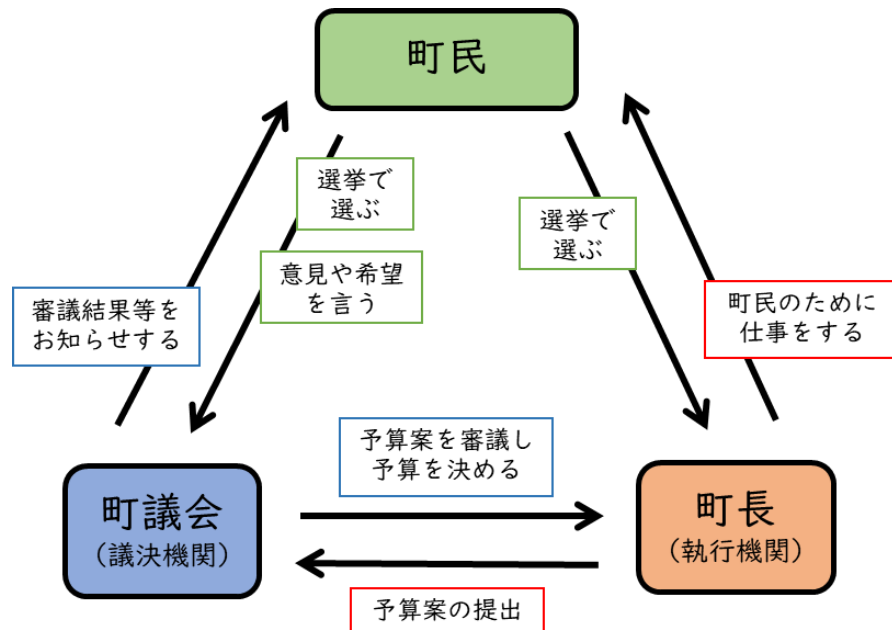 町民
選挙で
選ぶ
選挙で
選ぶ
意見や希望
を言う
審議結果等を
お知らせする
町民のために
仕事をする
予算案を審議し
予算を決める
町議会
（議決機関）
町長
（執行機関）
予算案の提出